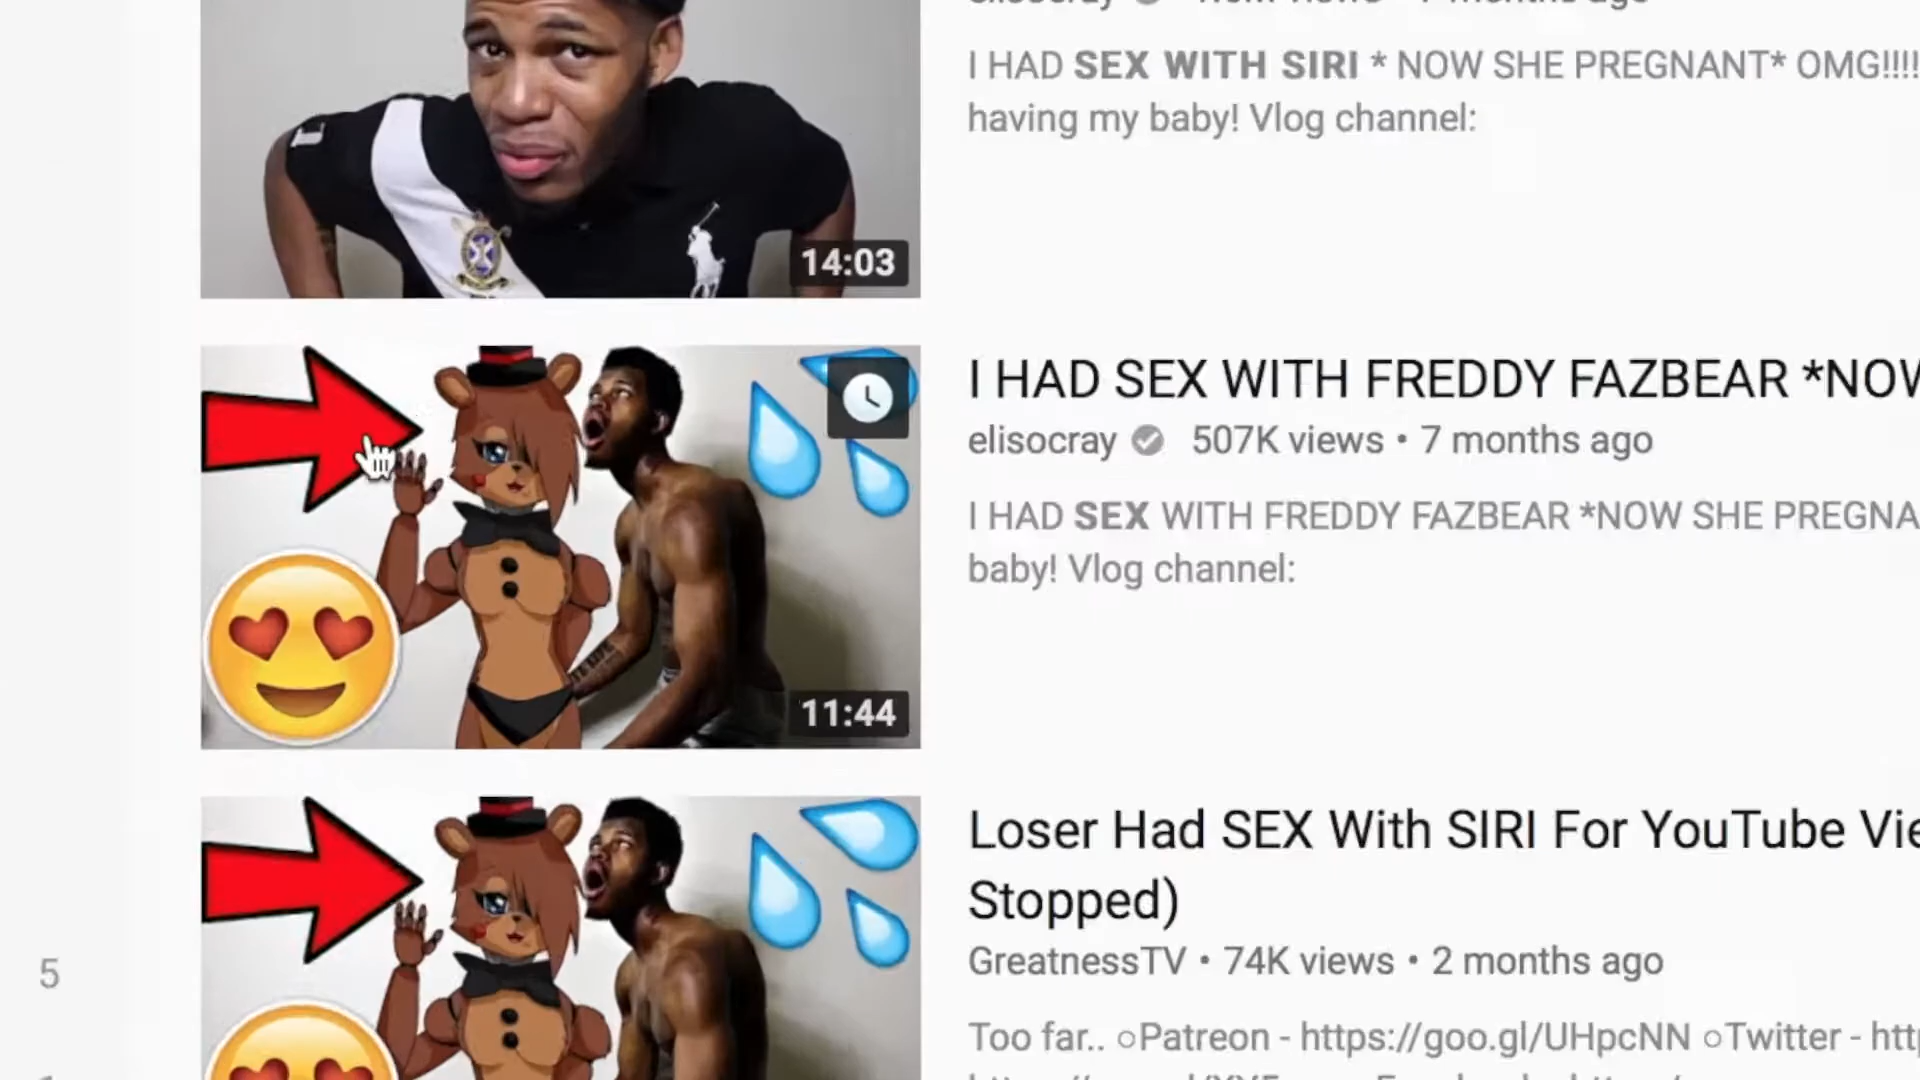 I HAD SEX WITH SIRI * NOW SHE PREGNANT* OMG!!!!
having my baby! Vlog channel:
14:03
I HAD SEX WITH FREDDY FAZBEAR *NOW
elisocray 507K views • 7 months ago
I HAD SEX WITH FREDDY FAZBEAR *NOW SHE PREGNA
baby! Vlog channel:
11:44
Loser Had SEX With SIRI For YouTube Vie
Stopped)
GreatnessTV • 74K views • 2 months ago
5
Too far.. ○Patreon - https://goo.gl/UHpcNN ○Twitter - http